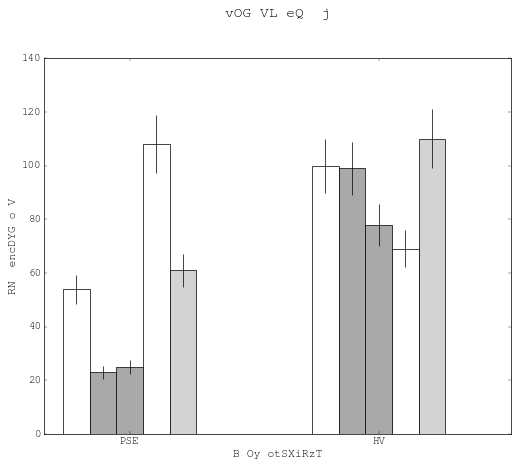 vOG VL eQ  j
140
120
100
80
60
40
20
0
RN  encDYG o V
PSE
HV
B Oy otSXiRzT